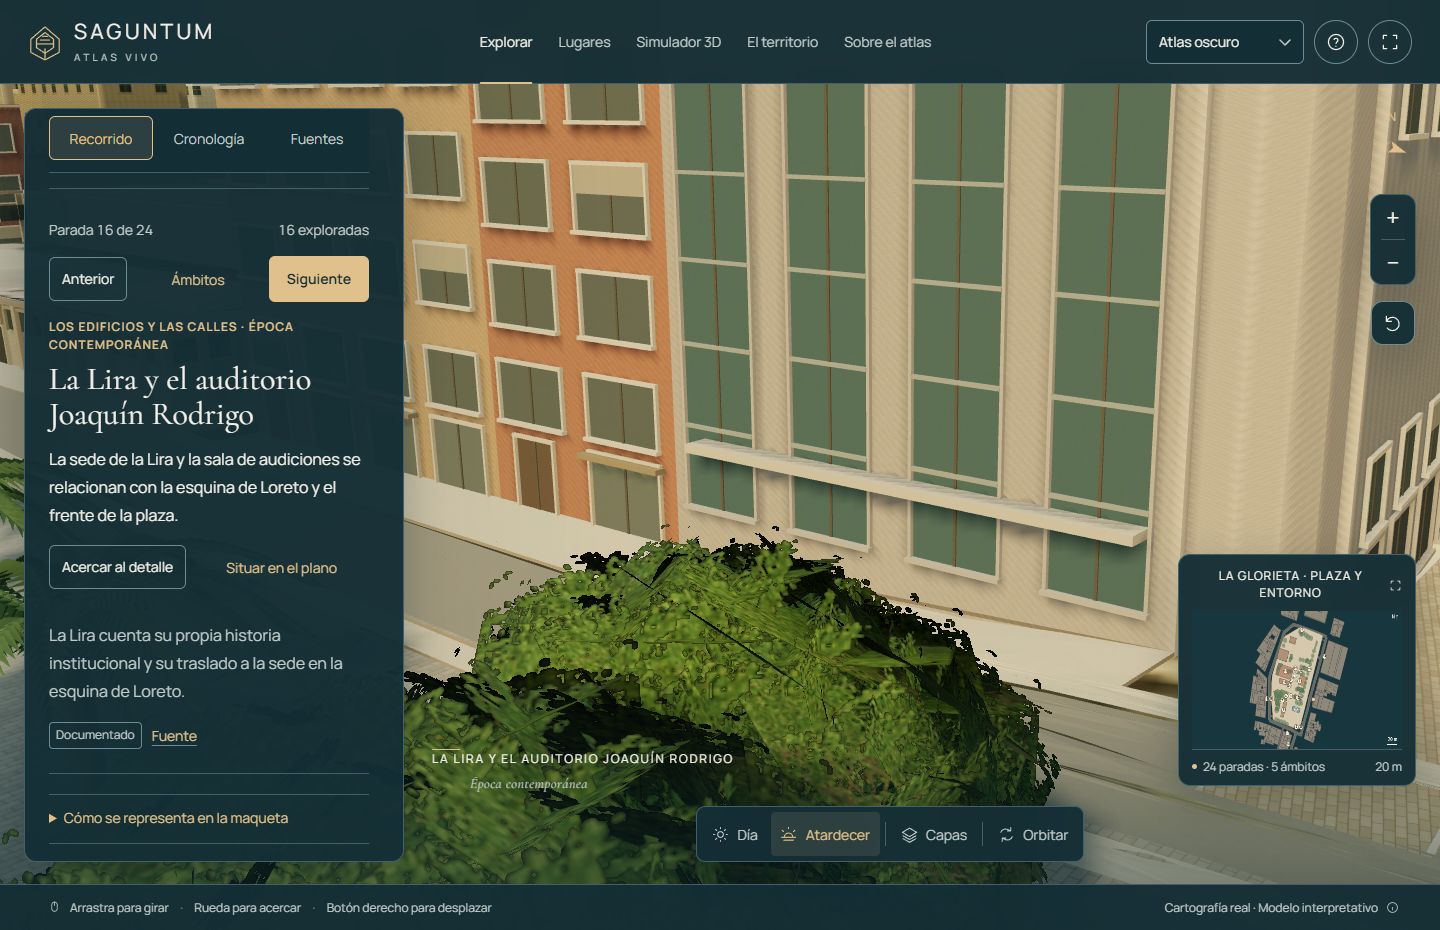 SAGUNTUM
ATLAS VIVO
Explorar
Lugares
Simulador 3D
El territorio
Sobre el atlas
Atlas oscuro
Recorrido
Cronología
Fuentes
Parada 16 de 24
16 exploradas
Anterior
Ámbitos
Siguiente
LOS EDIFICIOS Y LAS CALLES · ÉPOCA
CONTEMPORÁNEA
La Lira y el auditorio
Joaquín Rodrigo
La sede de la Lira y la sala de audiciones se
relacionan con la esquina de Loreto y el
frente de la plaza.
Acercar al detalle
Situar en el plano
La Lira cuenta su propia historia
institucional y su traslado a la sede en la
esquina de Loreto.
Documentado
Fuente
Cómo se representa en la maqueta
LA LIRA Y EL AUDITORIO JOAQUÍN RODRIGO
Época contemporánea
N
+
−
LA GLORIETA · PLAZA Y
ENTORNO
24 paradas · 5 ámbitos
20 m
Día
Atardecer
Capas
Orbitar
Arrastra para girar · Rueda para acercar · Botón derecho para desplazar
Cartografía real · Modelo interpretativo